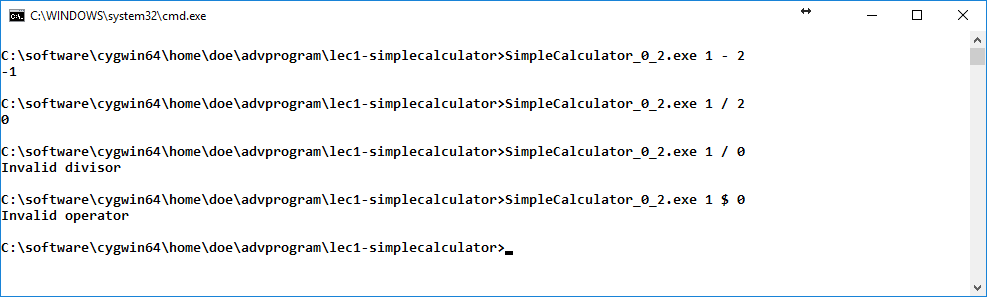 C:\WINDOWS\system32\cmd.exe
C:\software\cygwin64\home\doe\advprogram\lec1-simplecalculator>SimpleCalculator_0_2.exe 1 - 2
-1
C:\software\cygwin64\home\doe\advprogram\lec1-simplecalculator>SimpleCalculator_0_2.exe 1 / 2
0
C:\software\cygwin64\home\doe\advprogram\lec1-simplecalculator>SimpleCalculator_0_2.exe 1 / 0
Invalid divisor
C:\software\cygwin64\home\doe\advprogram\lec1-simplecalculator>SimpleCalculator_0_2.exe 1 $ 0
Invalid operator
C:\software\cygwin64\home\doe\advprogram\lec1-simplecalculator>